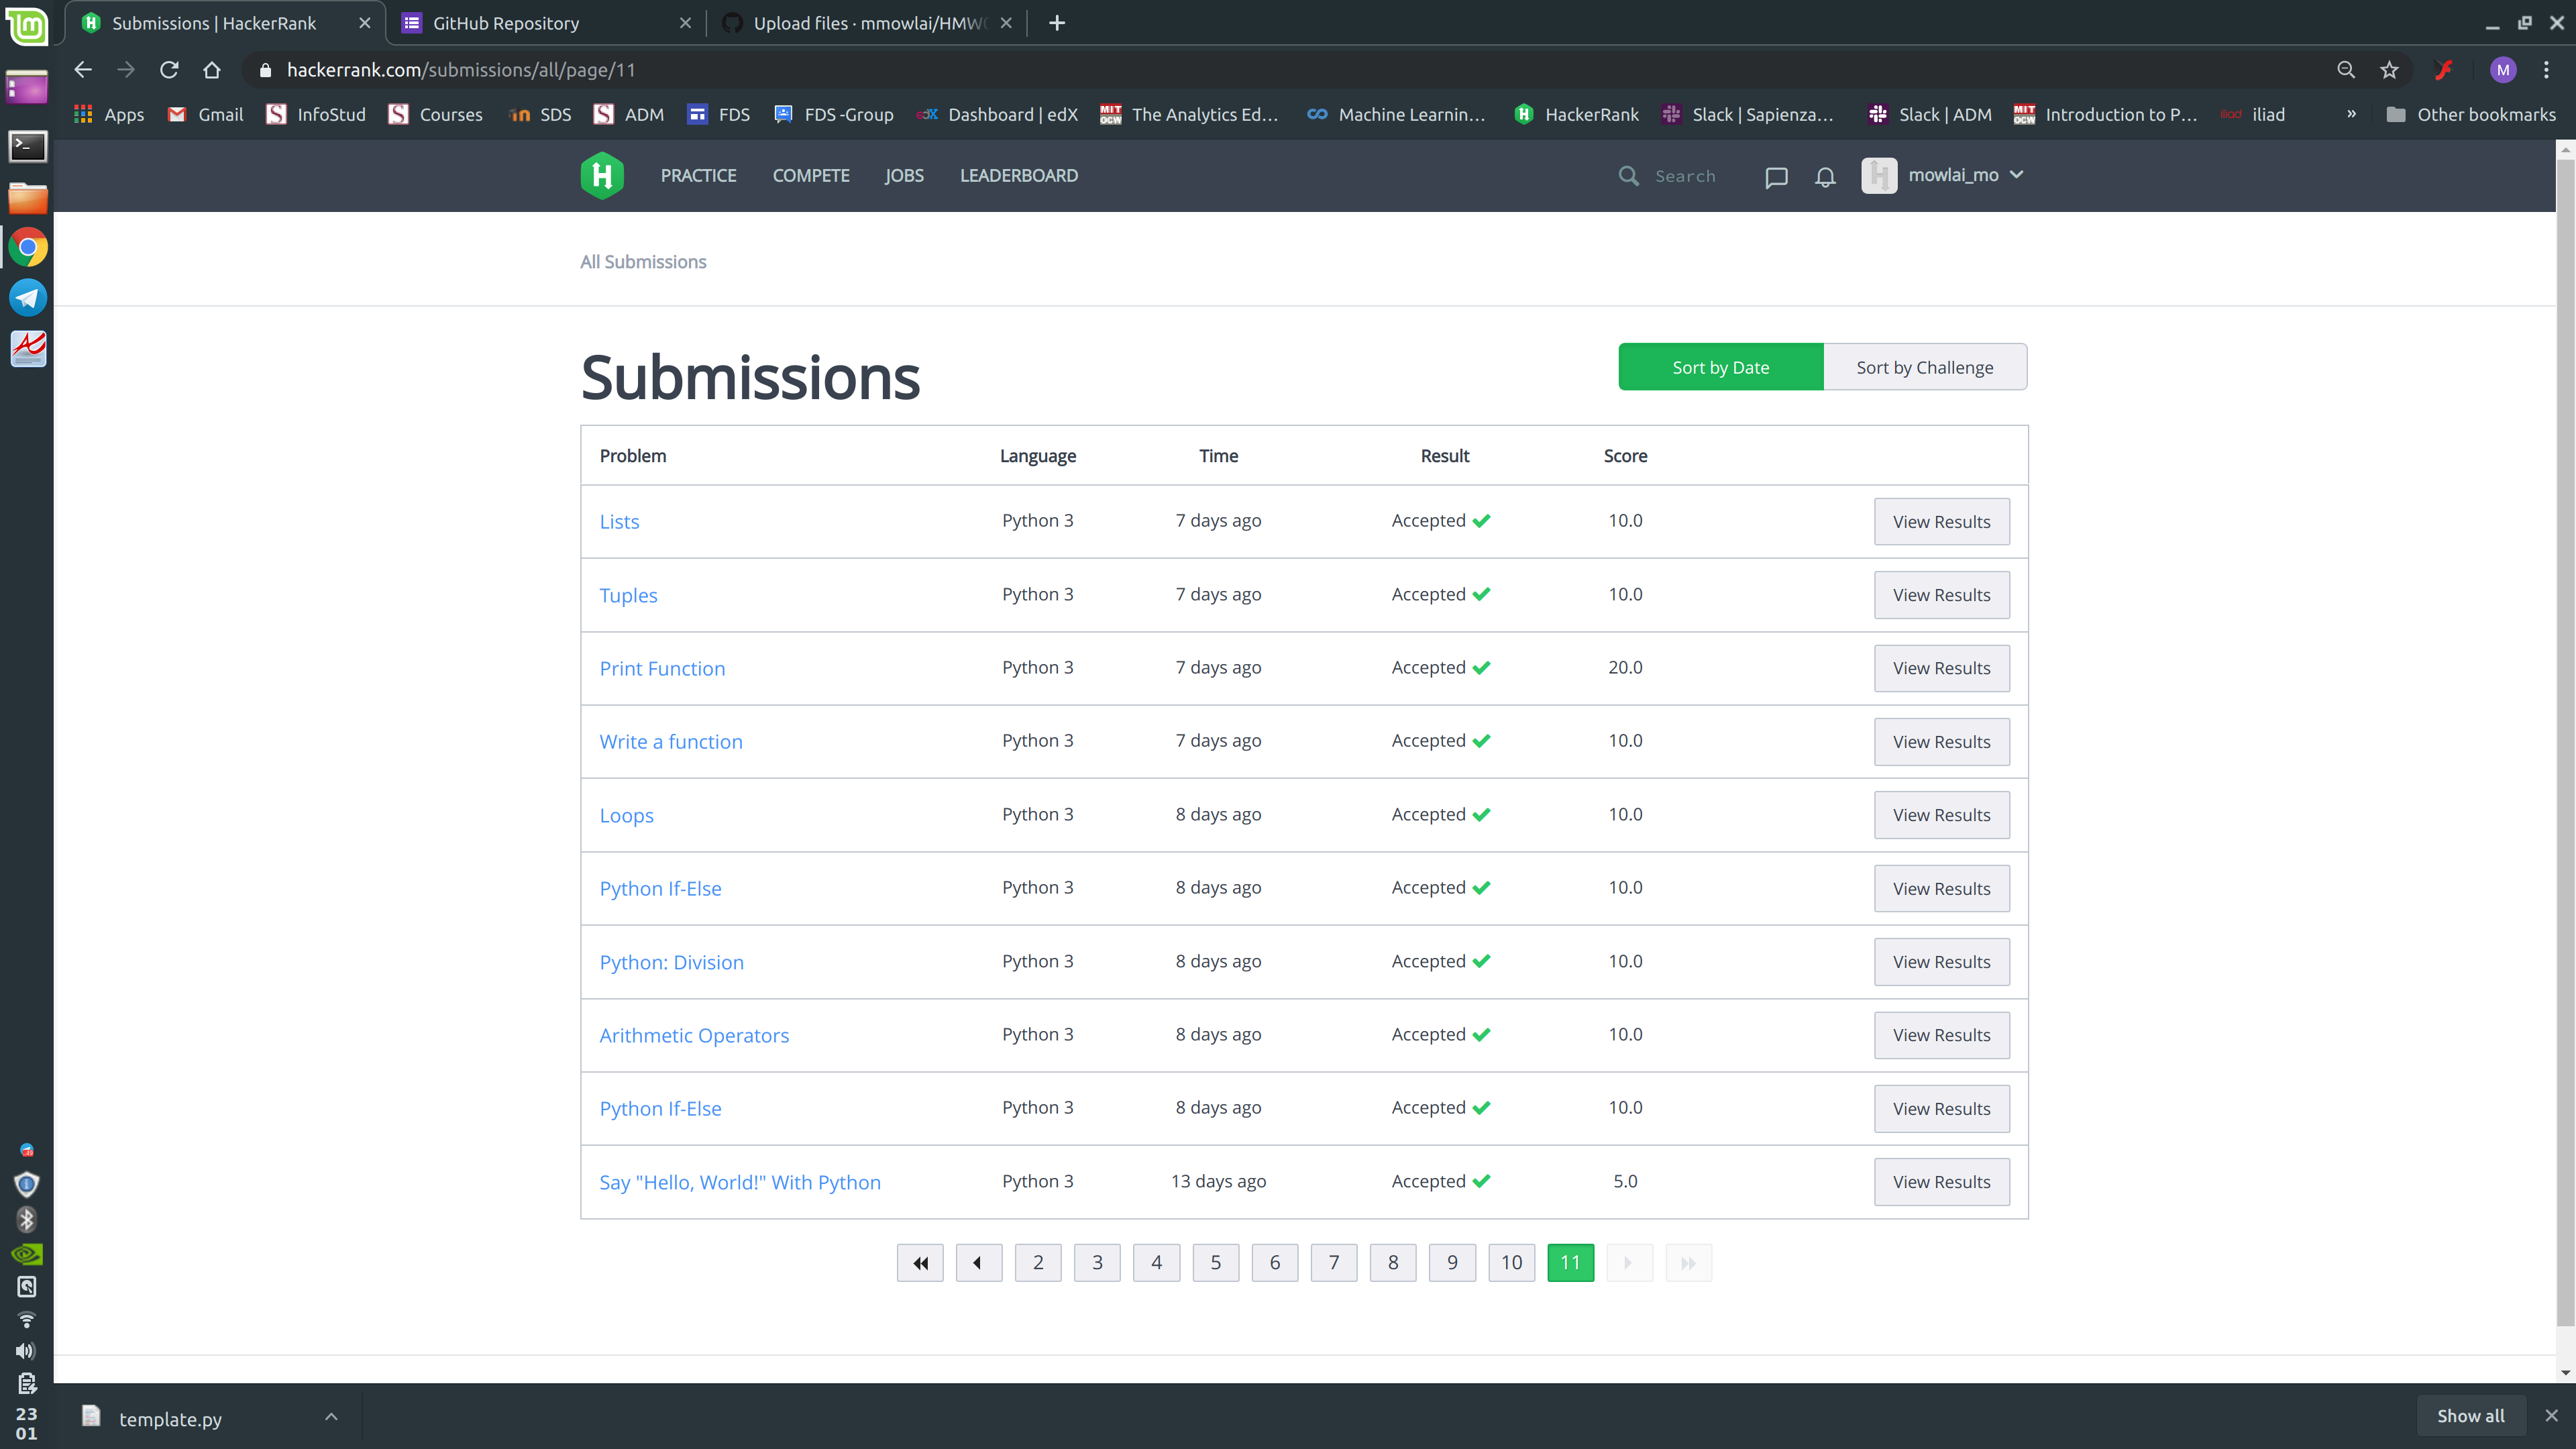 Submissions | HackerRank
GitHub Repository
Upload files · mmowlai/HMW
hackerrank.com/submissions/all/page/11
M
Apps
Gmail
InfoStud
Courses
SDS
ADM
FDS
FDS -Group
Dashboard | edX
The Analytics Ed...
Machine Learnin...
HackerRank
Slack | Sapienza...
Slack | ADM
Introduction to P...
iliad
»
Other bookmarks
PRACTICE
COMPETE
JOBS
LEADERBOARD
Search
mowlai_mo
All Submissions
Submissions
Sort by Date
Sort by Challenge
Problem Language Time Result Score
Lists Python 3 7 days ago Accepted 10.0 View Results
Tuples Python 3 7 days ago Accepted 10.0 View Results
Print Function Python 3 7 days ago Accepted 20.0 View Results
Write a function Python 3 7 days ago Accepted 10.0 View Results
Loops Python 3 8 days ago Accepted 10.0 View Results
Python If-Else Python 3 8 days ago Accepted 10.0 View Results
Python: Division Python 3 8 days ago Accepted 10.0 View Results
Arithmetic Operators Python 3 8 days ago Accepted 10.0 View Results
Python If-Else Python 3 8 days ago Accepted 10.0 View Results
Say "Hello, World!" With Python Python 3 13 days ago Accepted 5.0 View Results
2 3 4 5 6 7 8 9 10 11
template.py
Show all
23
01